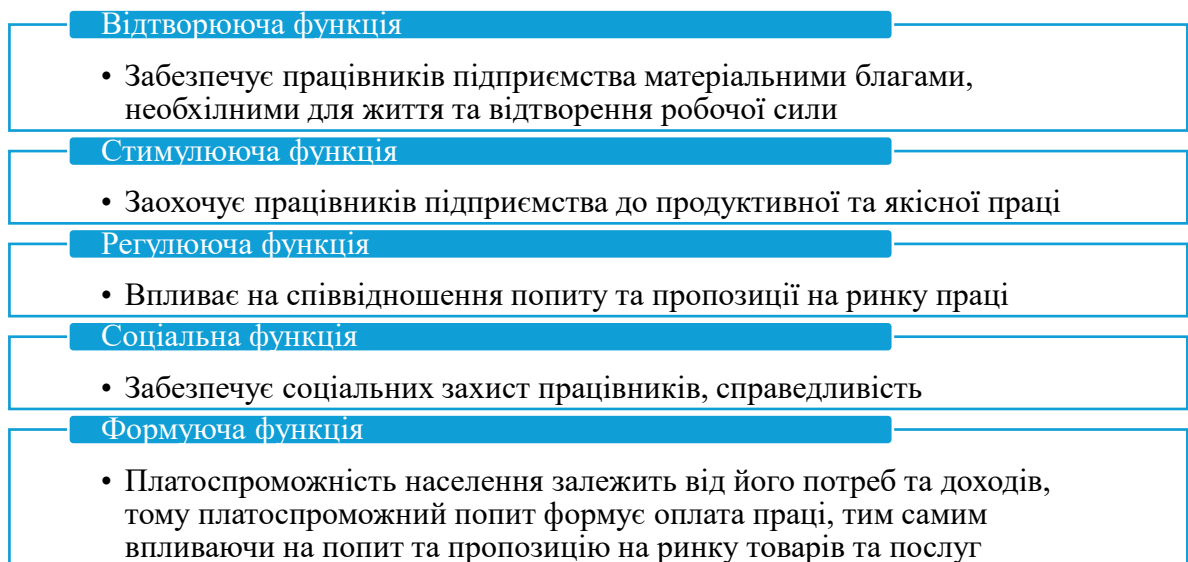 Відтворююча функція
• Забезпечує працівників підприємства матеріальними благами,
необхілними для життя та відтворення робочої сили
Стимулююча функція
• Заохочує працівників підприємства до продуктивної та якісної праці
Регулююча функція
• Впливає на співвідношення попиту та пропозиції на ринку праці
Соціальна функція
• Забезпечує соціальних захист працівників, справедливість
Формуюча функція
• Платоспроможність населення залежить від його потреб та доходів,
тому платоспроможний попит формує оплата праці, тим самим
впливаючи на попит та пропозицію на ринку товарів та послуг